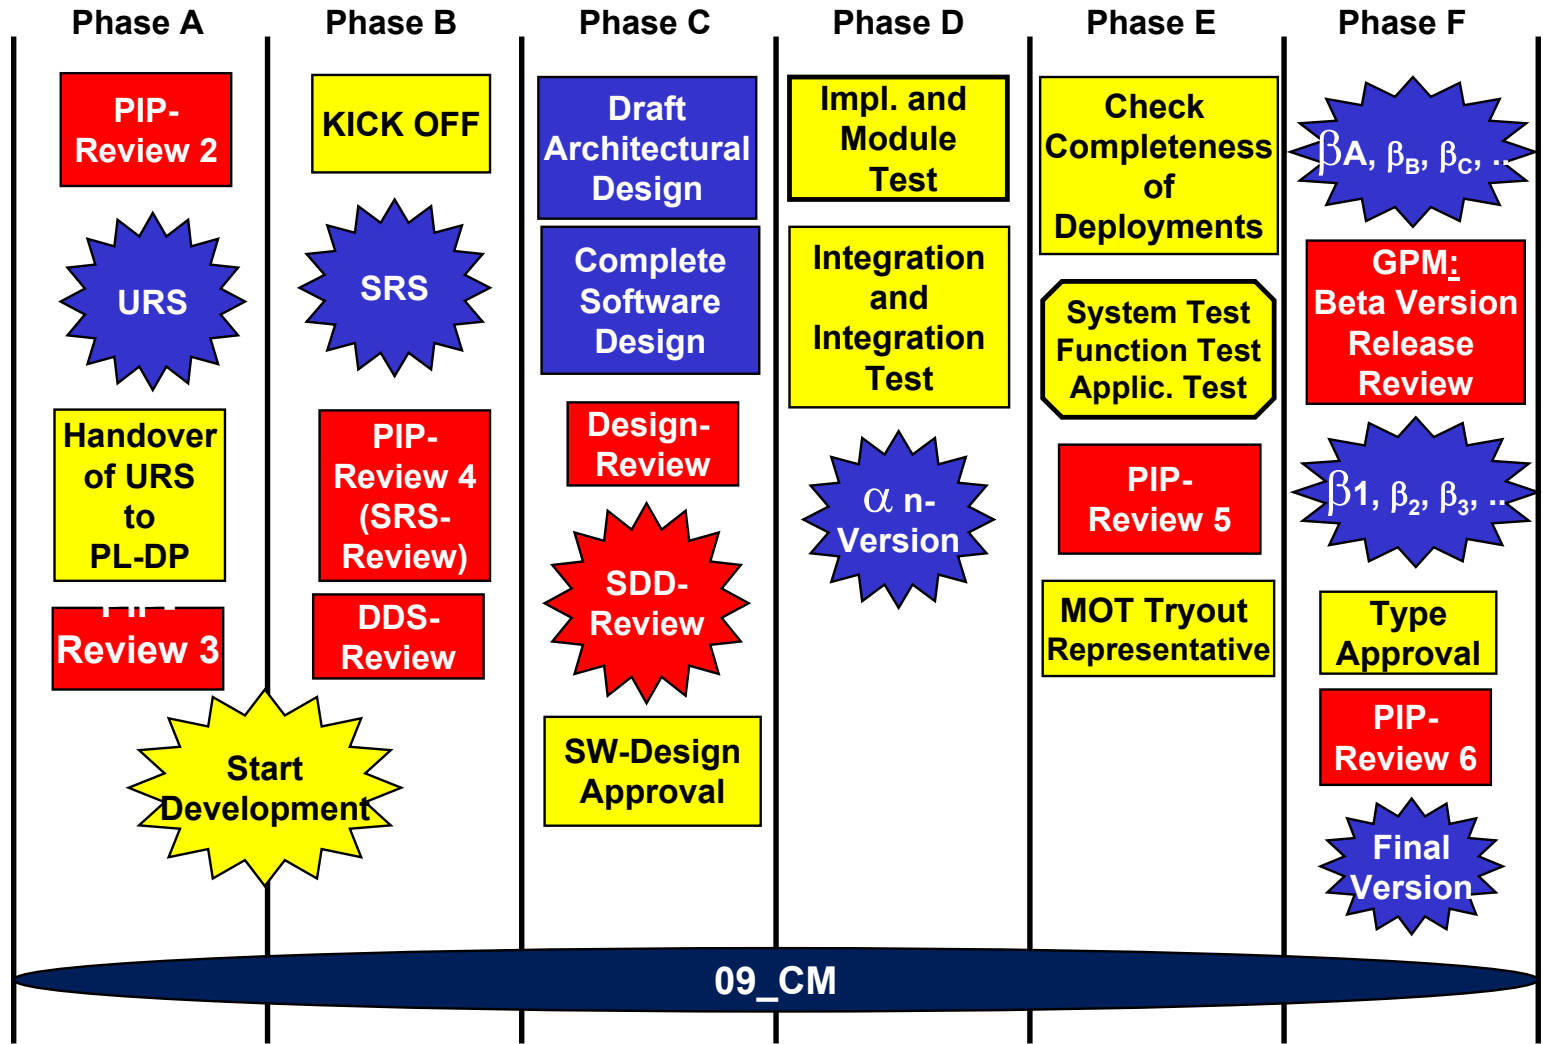 Phase A
PIP-
Review 2
URS
Handover
of URS
to
PL-DP
PIP-
Review 3
Start
Development
Phase B
KICK OFF
SRS
PIP-
Review 4
(SRS-
Review)
DDS-
Review
Phase C
Draft
Architectural
Design
Complete
Software
Design
Design-
Review
SDD-
Review
SW-Design
Approval
Phase D
Impl. and
Module
Test
Integration
and
Integration
Test
α n-
Version
Phase E
Check
Completeness
of
Deployments
System Test
Function Test
Applic. Test
PIP-
Review 5
MOT Tryout
Representative
Phase F
βA, βB, βC, ..
GPM:
Beta Version
Release
Review
β1, β2, β3, ..
Type
Approval
PIP-
Review 6
Final
Version
09_CM